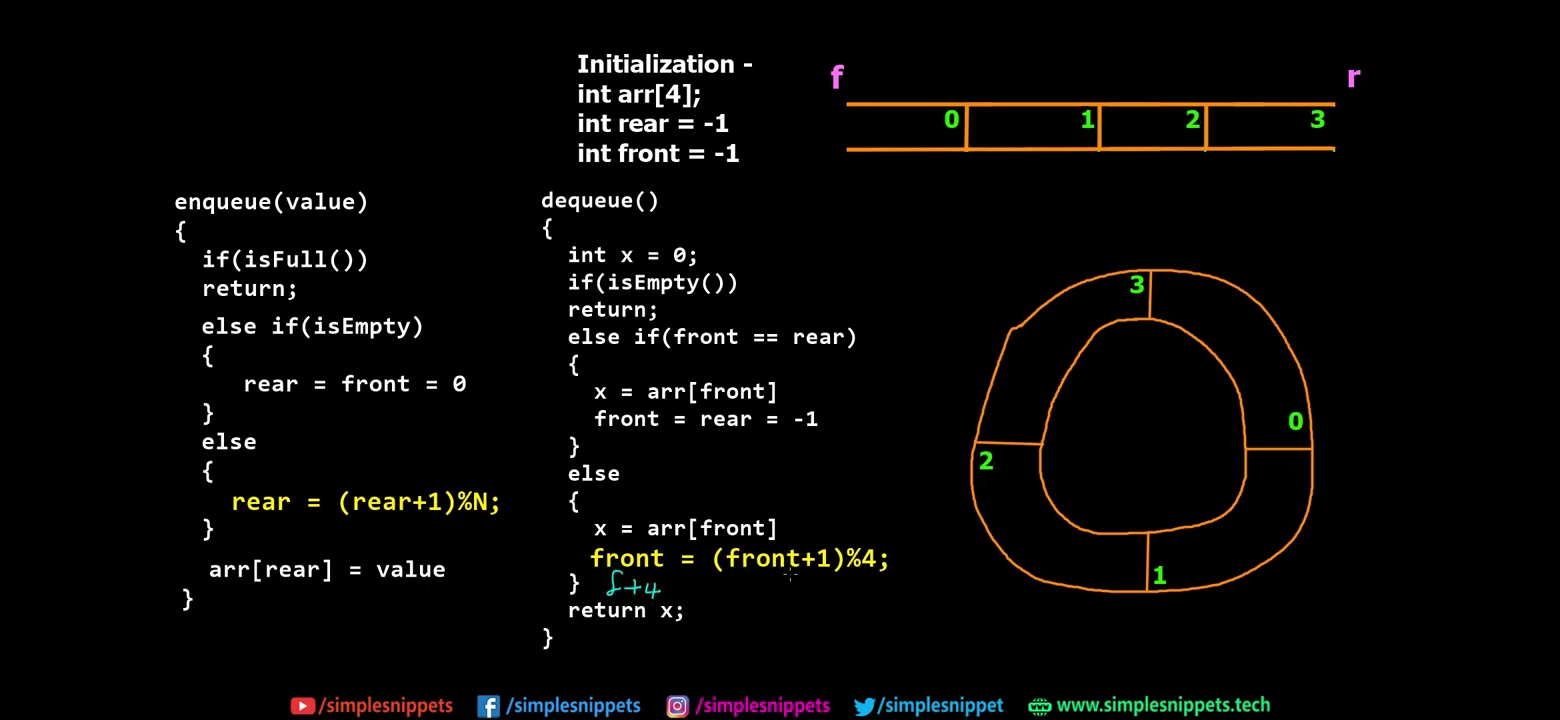 Initialization -
int arr[4];
int rear = -1
int front = -1
f r
0 1 2 3
enqueue(value)
{
if(isFull())
return;
else if(isEmpty)
{
rear = front = 0
}
else
{
rear = (rear+1)%N;
}
arr[rear] = value
}
dequeue()
{
int x = 0;
if(isEmpty())
return;
else if(front == rear)
{
x = arr[front]
front = rear = -1
}
else
{
x = arr[front]
front = (front+1)%4;
}
f+4
return x;
}
3
0
2
1
/simplesnippets /simplesnippets /simplesnippets /simplesnippets www.simplesnippets.tech